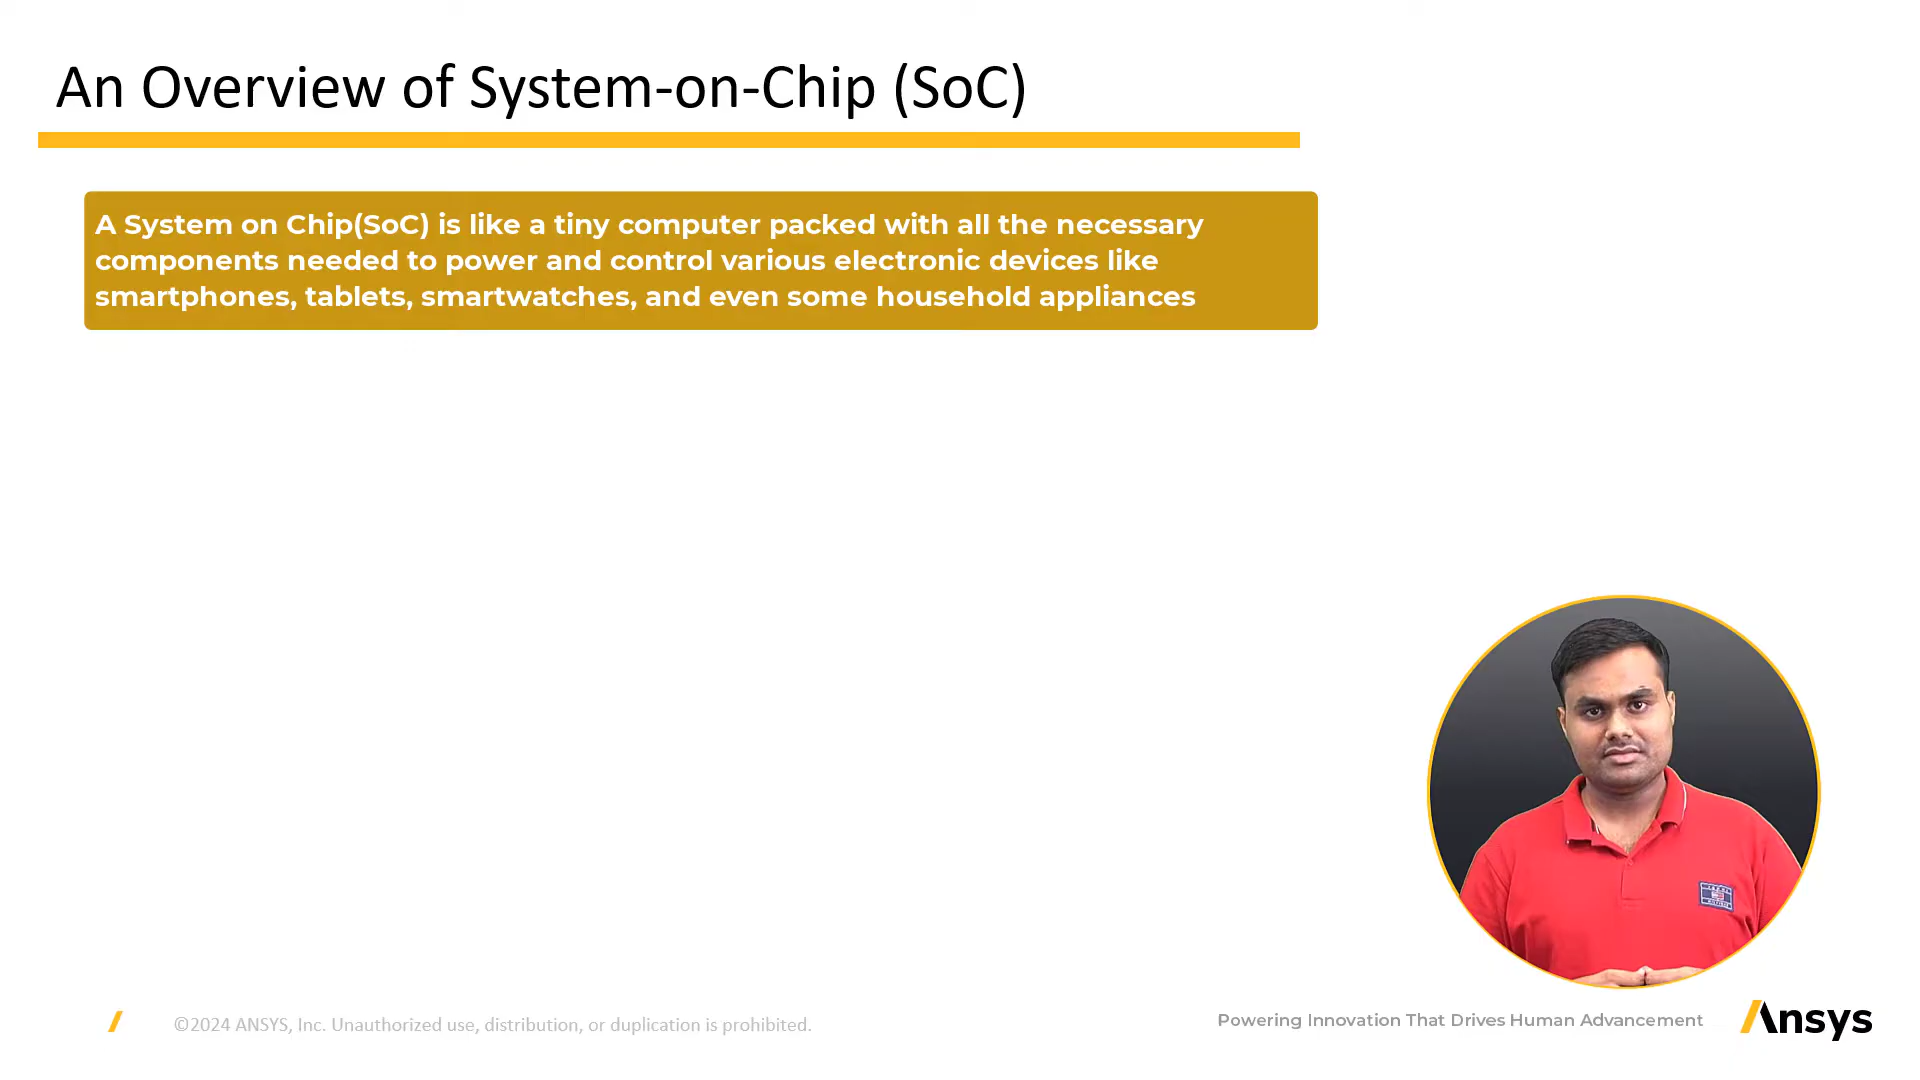 An Overview of System-on-Chip (SoC)
A System on Chip(SoC) is like a tiny computer packed with all the necessary
components needed to power and control various electronic devices like
smartphones, tablets, smartwatches, and even some household appliances
©2024 ANSYS, Inc. Unauthorized use, distribution, or duplication is prohibited.
Powering Innovation That Drives Human Advancement
Ansys